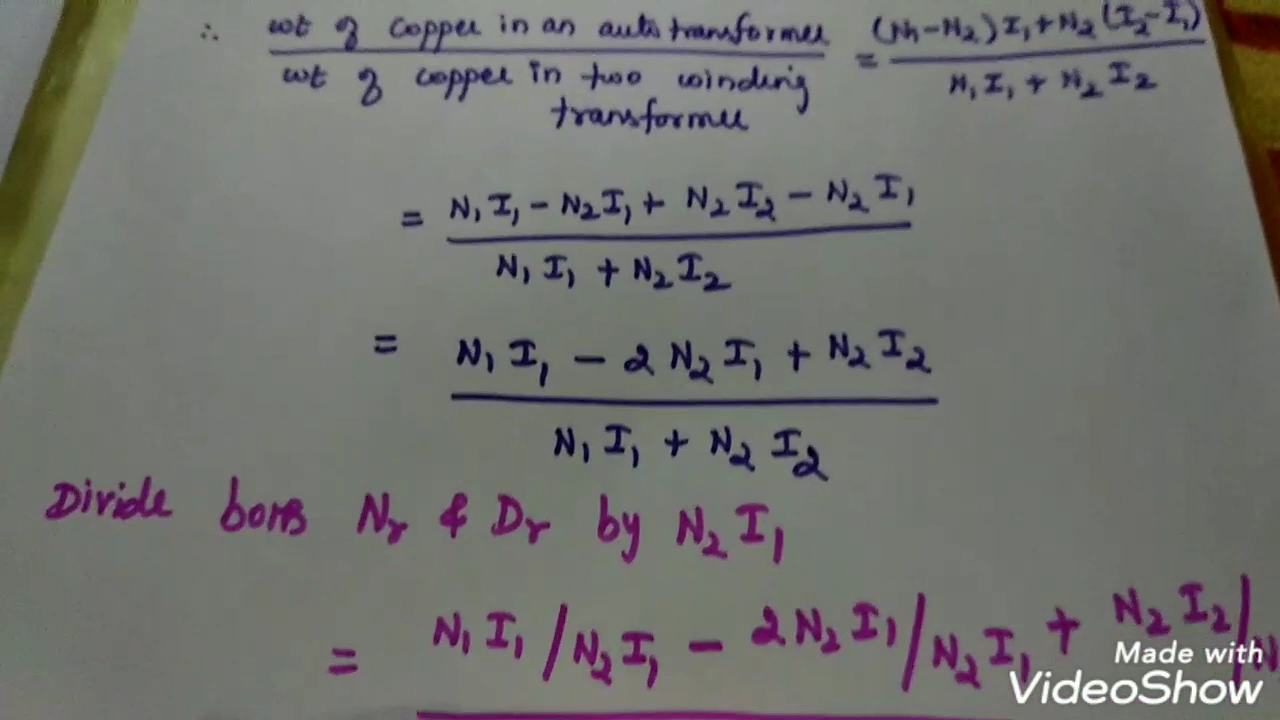 ∴ wt of copper in an auto transformer / wt of copper in two winding transformer = (N₁-N₂) I₁ + N₂ (I₂-I₁) / N₁ I₁ + N₂ I₂
= N₁ I₁ - N₂ I₁ + N₂ I₂ - N₂ I₁ / N₁ I₁ + N₂ I₂
= N₁ I₁ - 2 N₂ I₁ + N₂ I₂ / N₁ I₁ + N₂ I₂
Divide both Nr & Dr by N₂ I₁
= N₁ I₁ / N₂ I₁ - 2 N₂ I₁ / N₂ I₁ + N₂ I₂ / N
Made with
VideoShow